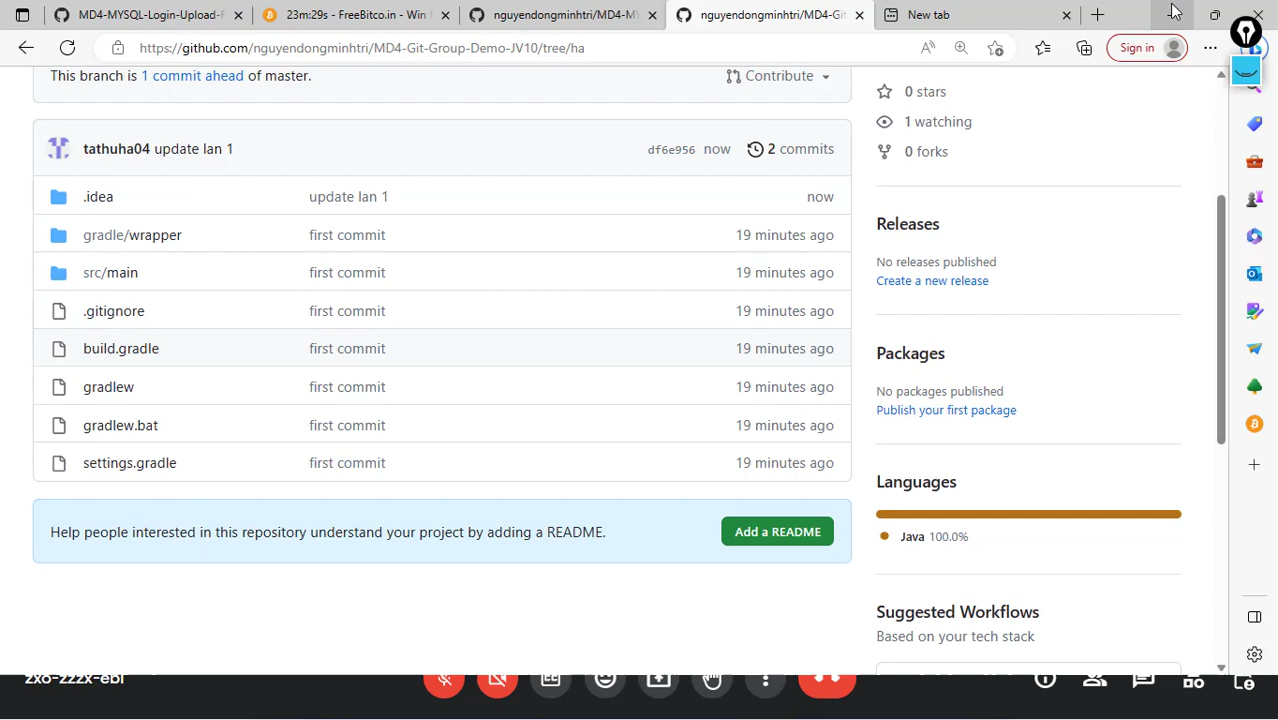 MD4-MYSQL-Login-Upload-F
23m:29s - FreeBitco.in - Win f
nguyendongminhtri/MD4-MY
nguyendongminhtri/MD4-Git
New tab
https://github.com/nguyendongminhtri/MD4-Git-Group-Demo-JV10/tree/ha
Sign in
This branch is 1 commit ahead of master.
Contribute
0 stars
1 watching
0 forks
tathuha04 update lan 1
df6e956 now 2 commits
.idea update lan 1 now
gradle/wrapper first commit 19 minutes ago
src/main first commit 19 minutes ago
.gitignore first commit 19 minutes ago
build.gradle first commit 19 minutes ago
gradlew first commit 19 minutes ago
gradlew.bat first commit 19 minutes ago
settings.gradle first commit 19 minutes ago
Help people interested in this repository understand your project by adding a README.
Add a README
Releases
No releases published
Create a new release
Packages
No packages published
Publish your first package
Languages
Java 100.0%
Suggested Workflows
Based on your tech stack
zxo-zzzx-ebf